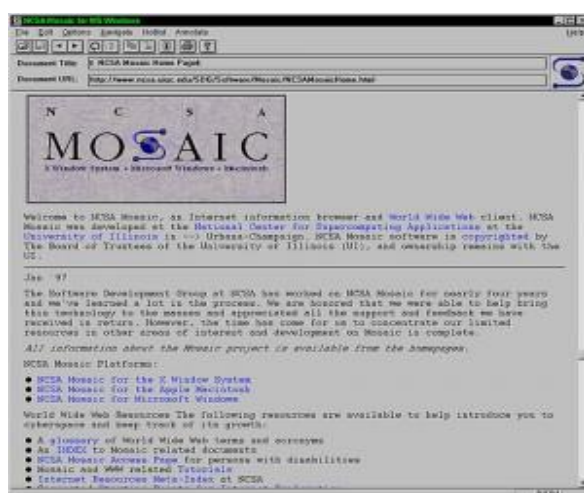 NCSA Mosaic for MS Windows
File Edit Options Navigate Hotlist Annotate Help
Document Title: NCSA Mosaic Home Page
Document URL: http://www.ncsa.uiuc.edu/SDG/Software/Mosaic/NCSAMosaicHome.html
N C S A
MOSAIC
X Window System • Microsoft Windows • Macintosh
Welcome to NCSA Mosaic, an Internet information browser and World Wide Web client. NCSA
Mosaic was developed at the National Center for Supercomputing Applications at the
University of Illinois in --> Urbana-Champaign. NCSA Mosaic software is copyrighted by
The Board of Trustees of the University of Illinois (UI), and ownership remains with the
UI.
Jan '97
The Software Development Group at NCSA has worked on NCSA Mosaic for nearly four years
and we've learned a lot in the process. We are honored that we were able to help bring
this technology to the masses and appreciated all the support and feedback we have
received in return. However, the time has come for us to concentrate our limited
resources in other areas of interest and development on Mosaic is complete.
All information about the Mosaic project is available from the homepages.
NCSA Mosaic Platforms:
● NCSA Mosaic for the X Window System
● NCSA Mosaic for the Apple Macintosh
● NCSA Mosaic for Microsoft Windows
World Wide Web Resources The following resources are available to help introduce you to
cyberspace and keep track of its growth:
● A glossary of World Wide Web terms and acronyms
● An INDEX to Mosaic related documents
● NCSA Mosaic Access Page for persons with disabilities
● Mosaic and WWW related Tutorials
● Internet Resources Meta-Index at NCSA